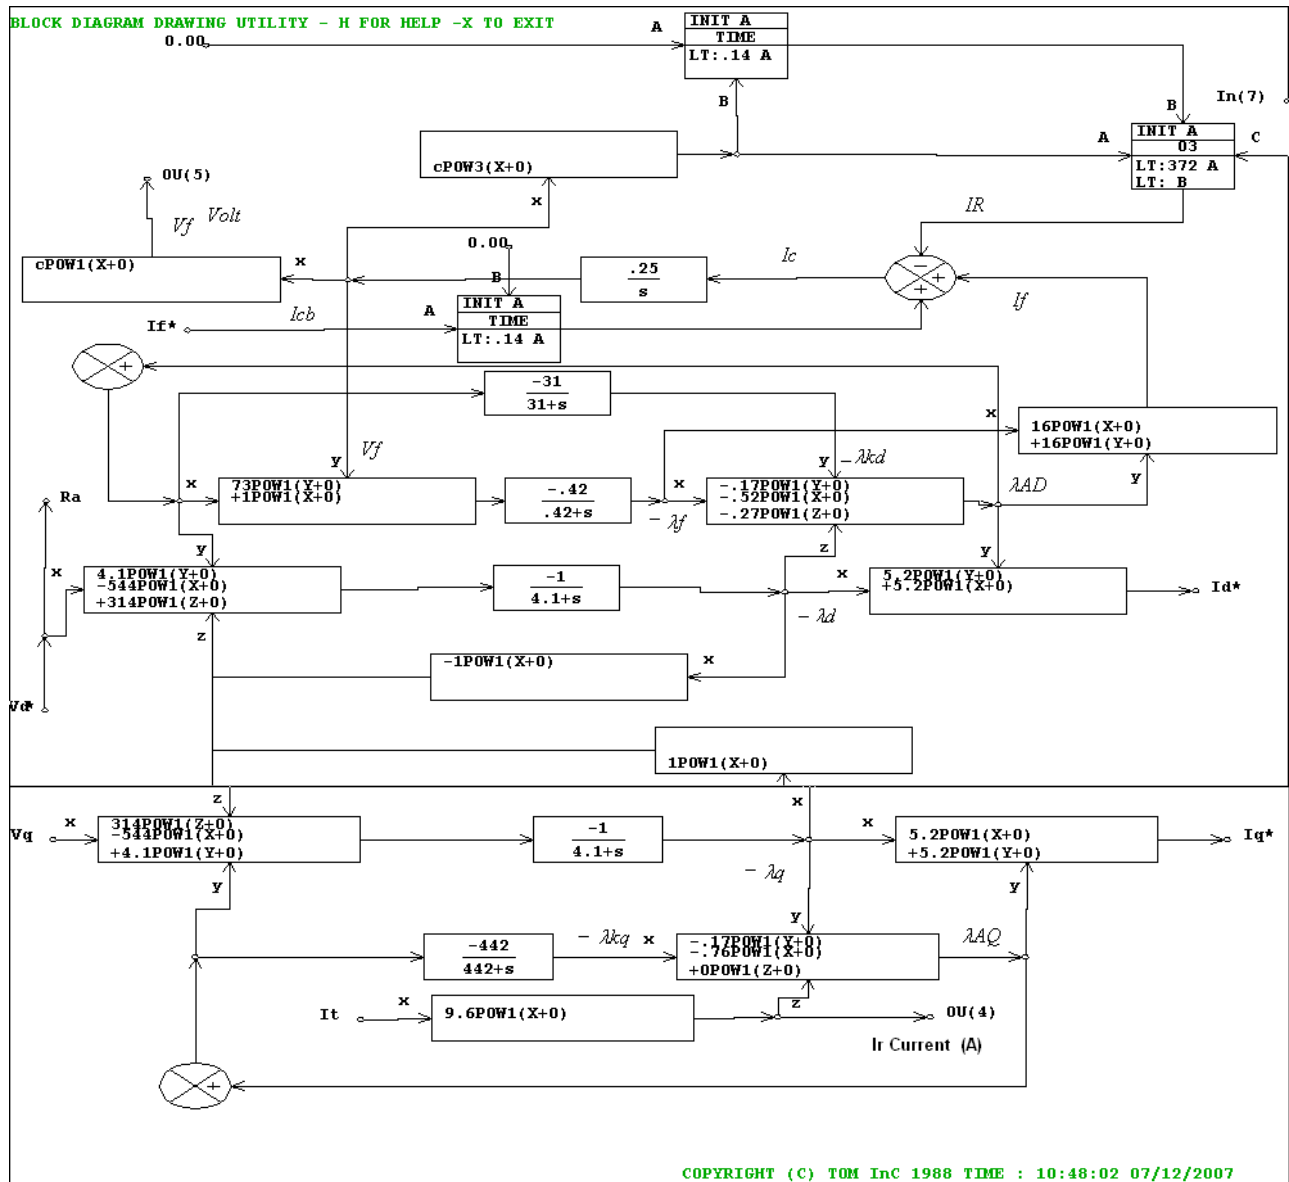 BLOCK DIAGRAM DRAWING UTILITY - H FOR HELP -X TO EXIT
INIT A
0.00
A
TIME
LT:.14 A
B
B
In(7)
INIT A
A
C
O3
cPOW3(X+0)
LT:372 A
LT: B
OU(5)
x
Vf
Volt
IR
0.00
cPOW1(X+0)
x
.25
s
Ic
-
+
+
B
INIT A
If
Icb
A
TIME
If*
LT:.14 A
+
-31
31+s
x
16POW1(X+0)
+16POW1(Y+0)
Vf
y
y
-λkd
y
Ra
x
73POW1(Y+0)
+1POW1(X+0)
-.42
.42+s
x
-λf
-.17POW1(Y+0)
-.52POW1(X+0)
-.27POW1(Z+0)
λAD
y
z
y
x
4.1POW1(Y+0)
-544POW1(X+0)
+314POW1(Z+0)
-1
4.1+s
x
5.2POW1(Y+0)
+5.2POW1(X+0)
Id*
-λd
z
-1POW1(X+0)
x
Vd*
1POW1(X+0)
z
x
Vq
x
314POW1(Z+0)
-544POW1(X+0)
+4.1POW1(Y+0)
-1
4.1+s
x
5.2POW1(X+0)
+5.2POW1(Y+0)
Iq*
-λq
y
y
y
-442
442+s
-λkq
x
-.17POW1(Y+0)
-.76POW1(X+0)
+0POW1(Z+0)
λAQ
x
z
It
9.6POW1(X+0)
OU(4)
Ir Current (A)
+
COPYRIGHT (C) TOM InC 1988 TIME : 10:48:02 07/12/2007